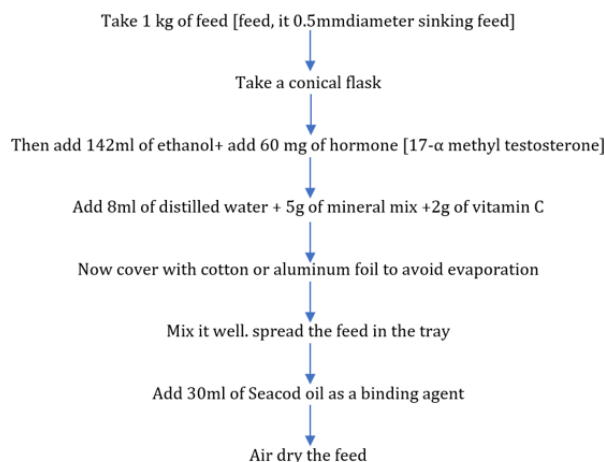 Take 1 kg of feed [feed, it 0.5mmdiameter sinking feed]
Take a conical flask
Then add 142ml of ethanol+ add 60 mg of hormone [17-α methyl testosterone]
Add 8ml of distilled water + 5g of mineral mix +2g of vitamin C
Now cover with cotton or aluminum foil to avoid evaporation
Mix it well. spread the feed in the tray
Add 30ml of Seacod oil as a binding agent
Air dry the feed